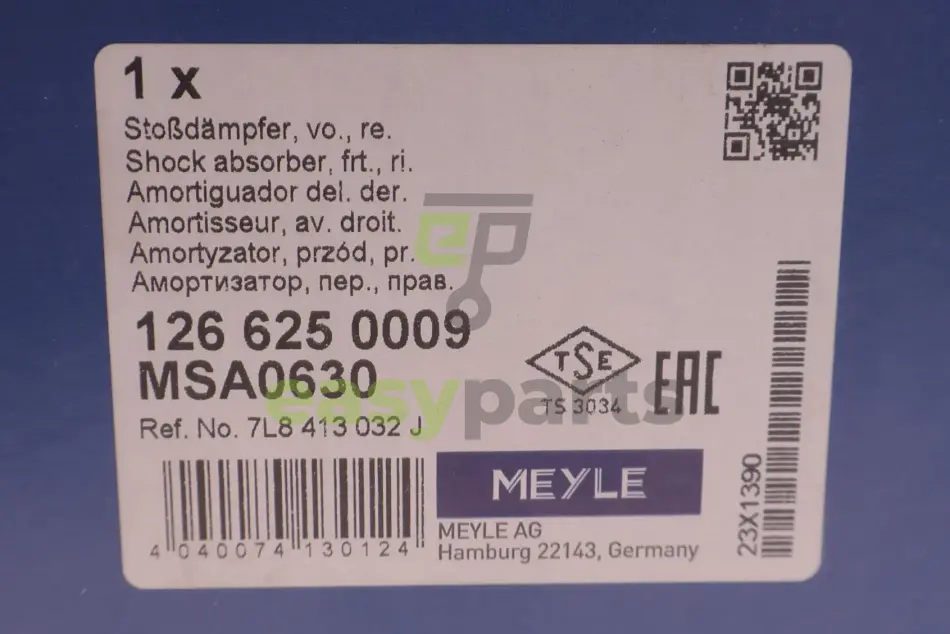 1 x
Stoßdämpfer, vo., re.
Shock absorber, frt., ri.
Amortiguador del. der.
Amortisseur, av. droit.
Amortyzator, przód, pr.
Амортизатор, пер., прав.
ep
126 625 0009
MSA0630
easyparts
Ref. No. 7L8 413 032 J
TSE
TS 3034
EAC
MEYLE
MEYLE AG
Hamburg 22143, Germany
4 040074 130124
23X1390